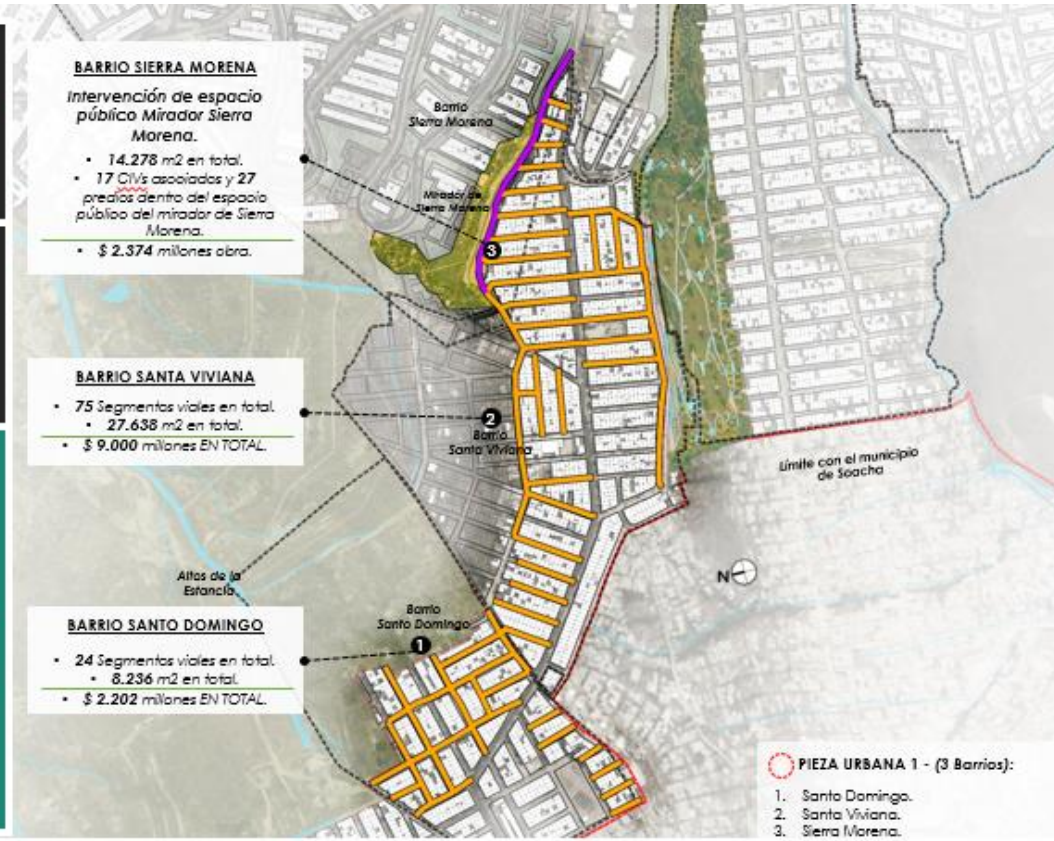 BARRIO SIERRA MORENA
Intervención de espacio
público Mirador Sierra
Morena.
• 14.278 m2 en total.
• 17 CIVs asociados y 27
predios dentro del espacio
público del mirador de Sierra
Morena.
• $ 2.374 millones obra.
Barrio
Sierra Morena
Mirador de
Sierra Morena
3
BARRIO SANTA VIVIANA
• 75 Segmentos viales en total.
• 27.638 m2 en total.
• $ 9.000 millones EN TOTAL.
2
Barrio
Santa Viviana
Límite con el municipio
de Soacha
N
Altos de la
Estancia
BARRIO SANTO DOMINGO
• 24 Segmentos viales en total.
• 8.236 m2 en total.
• $ 2.202 millones EN TOTAL.
Barrio
Santo Domingo
1
PIEZA URBANA 1 - (3 Barrios):
1. Santo Domingo.
2. Santa Viviana.
3. Sierra Morena.